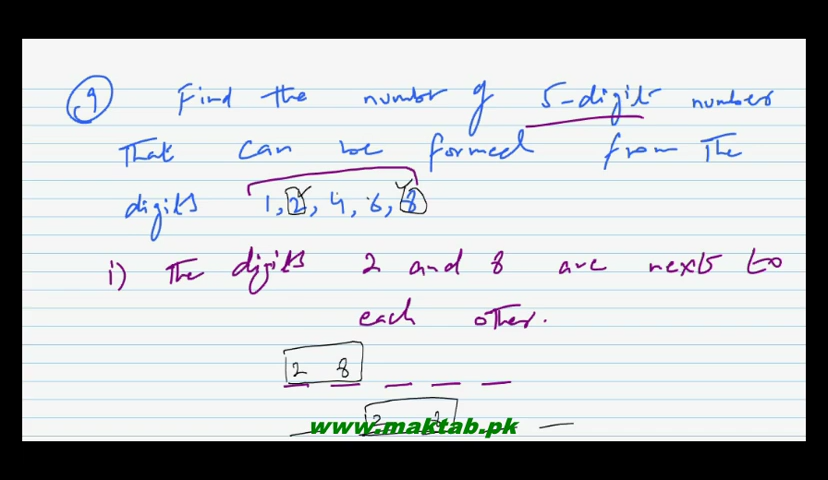 9 Find the number of 5-digit numbers
That can be formed from the
digits 1, 2, 4, 6, 8
i) The digits 2 and 8 are next to
each other.
2 8
www.maktab.pk